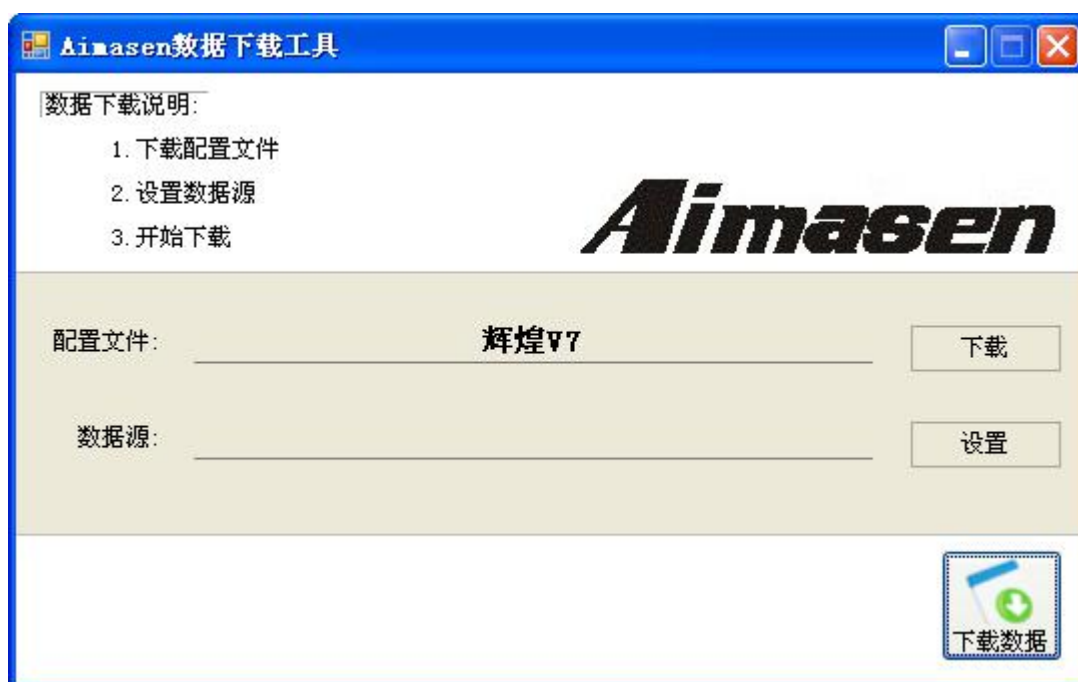 Aimasen数据下载工具
数据下载说明:
1.下载配置文件
2.设置数据源
3.开始下载
Aimasen
配置文件: 辉煌V7 下载
数据源: 设置
下载数据